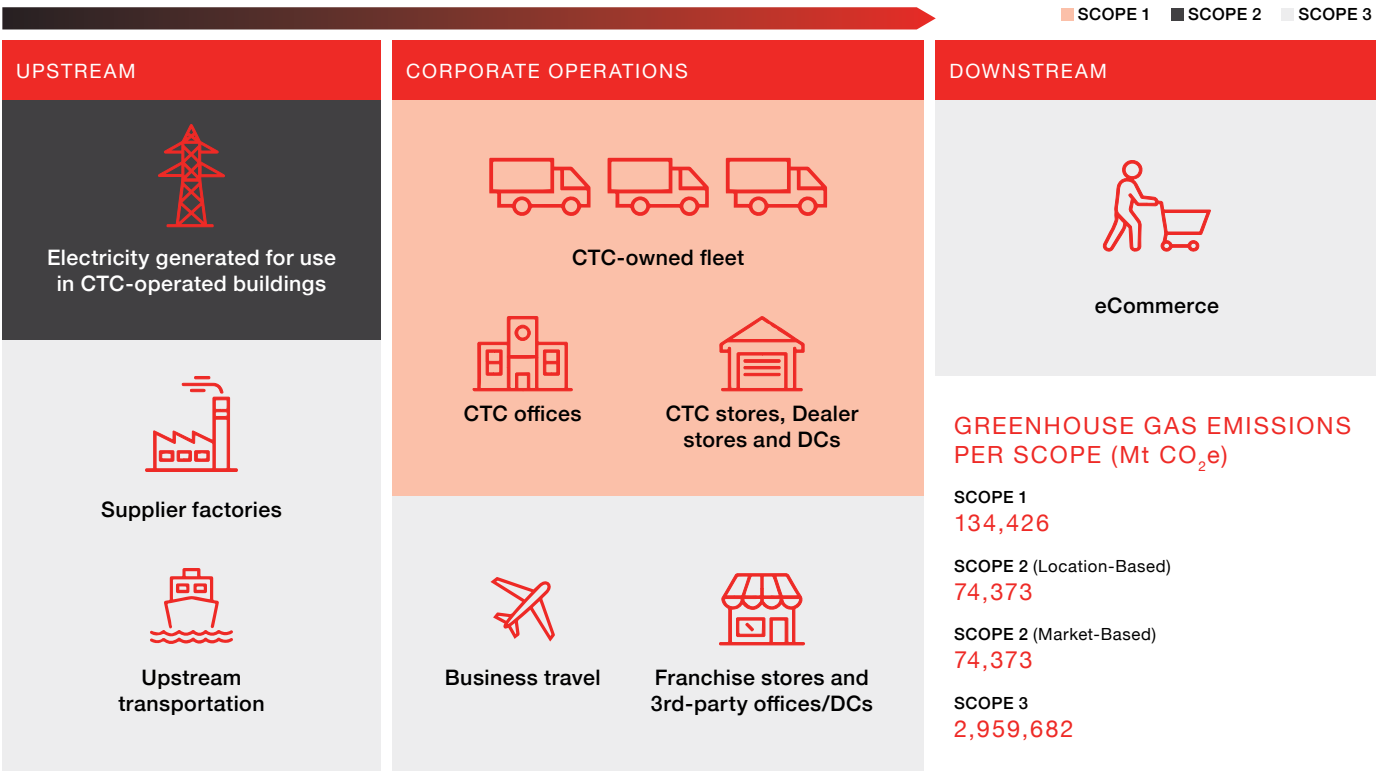 SCOPE 1 SCOPE 2 SCOPE 3
UPSTREAM
Electricity generated for use
in CTC-operated buildings
Supplier factories
Upstream
transportation
CORPORATE OPERATIONS
CTC-owned fleet
CTC offices
CTC stores, Dealer
stores and DCs
Business travel
Franchise stores and
3rd-party offices/DCs
DOWNSTREAM
eCommerce
GREENHOUSE GAS EMISSIONS
PER SCOPE (Mt CO₂e)
SCOPE 1
134,426
SCOPE 2 (Location-Based)
74,373
SCOPE 2 (Market-Based)
74,373
SCOPE 3
2,959,682